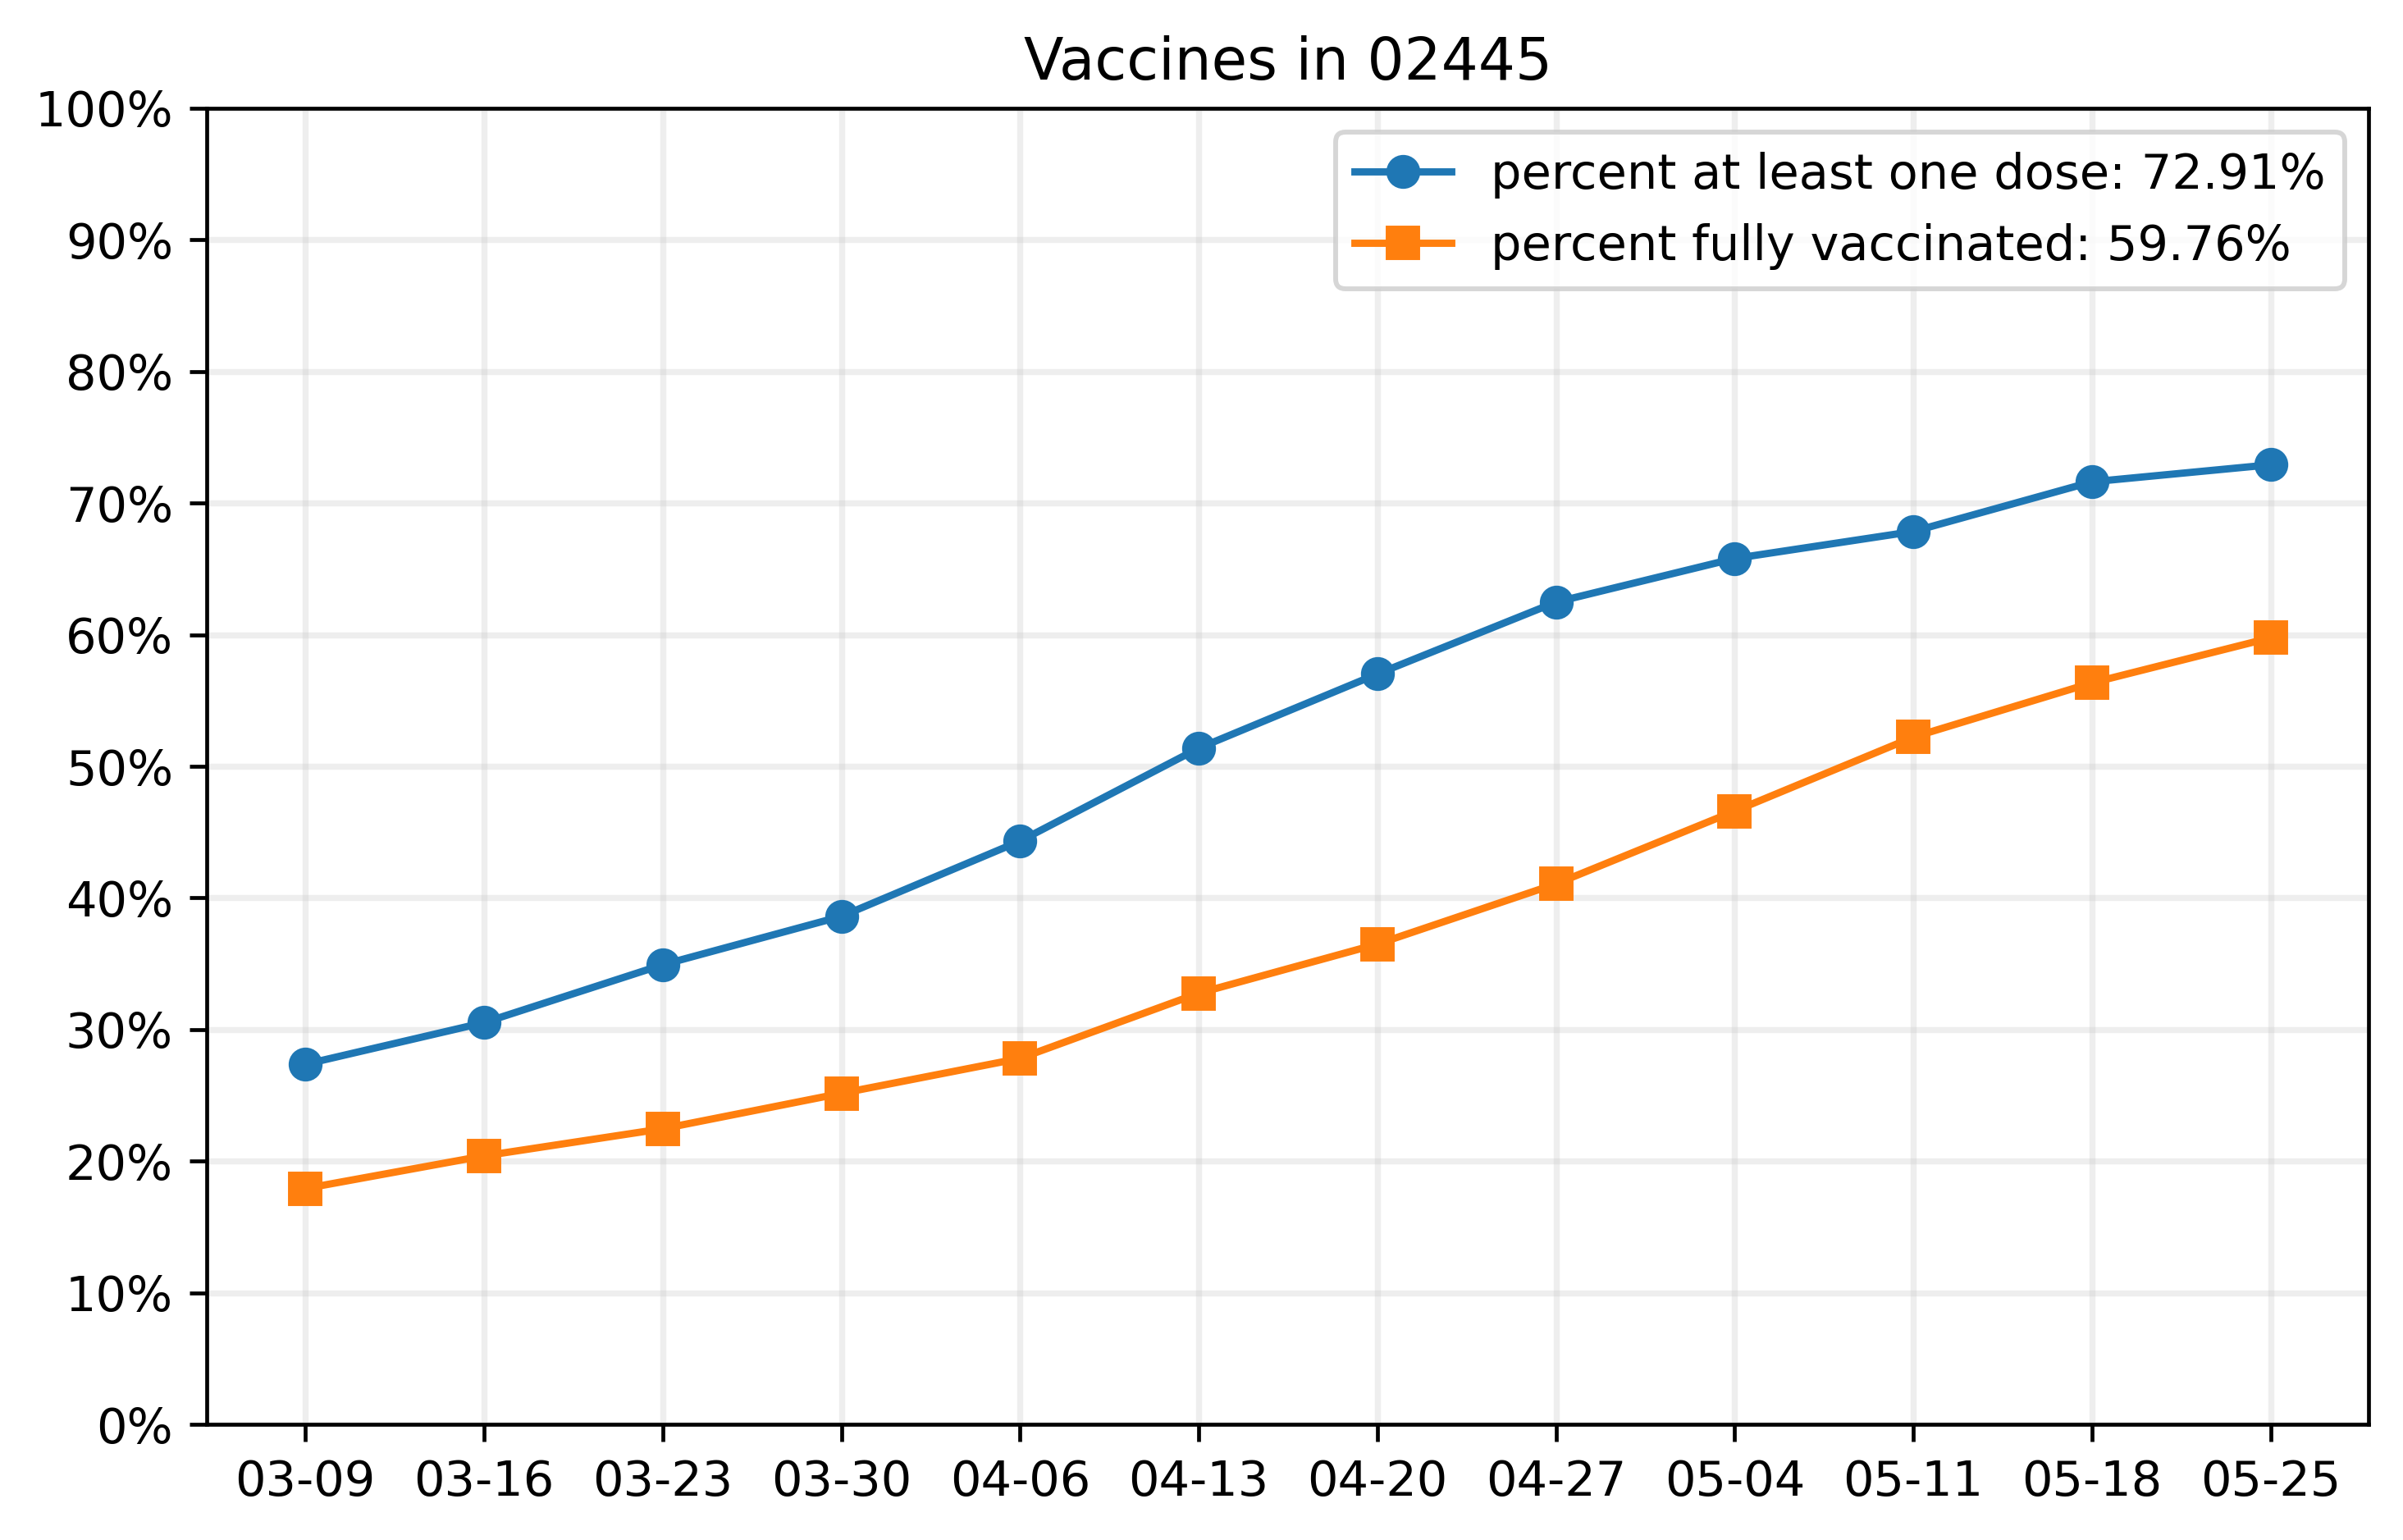 Vaccines in 02445
100%
90%
80%
70%
60%
50%
40%
30%
20%
10%
0%
percent at least one dose: 72.91%
percent fully vaccinated: 59.76%
03-09 03-16 03-23 03-30 04-06 04-13 04-20 04-27 05-04 05-11 05-18 05-25